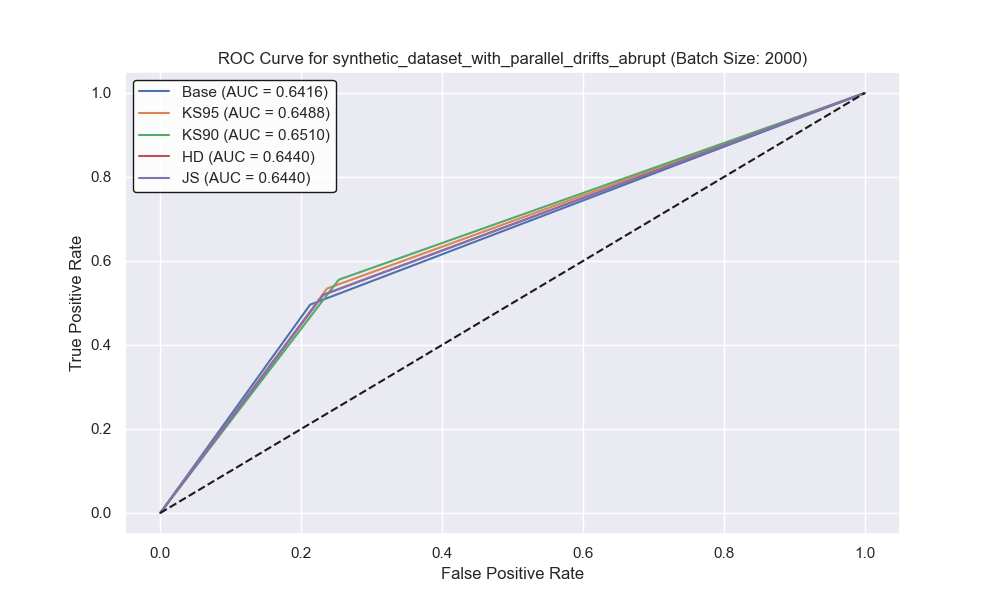 ROC Curve for synthetic_dataset_with_parallel_drifts_abrupt (Batch Size: 2000)
Base (AUC = 0.6416)
KS95 (AUC = 0.6488)
KS90 (AUC = 0.6510)
HD (AUC = 0.6440)
JS (AUC = 0.6440)
True Positive Rate
1.0
0.8
0.6
0.4
0.2
0.0
0.0 0.2 0.4 0.6 0.8 1.0
False Positive Rate